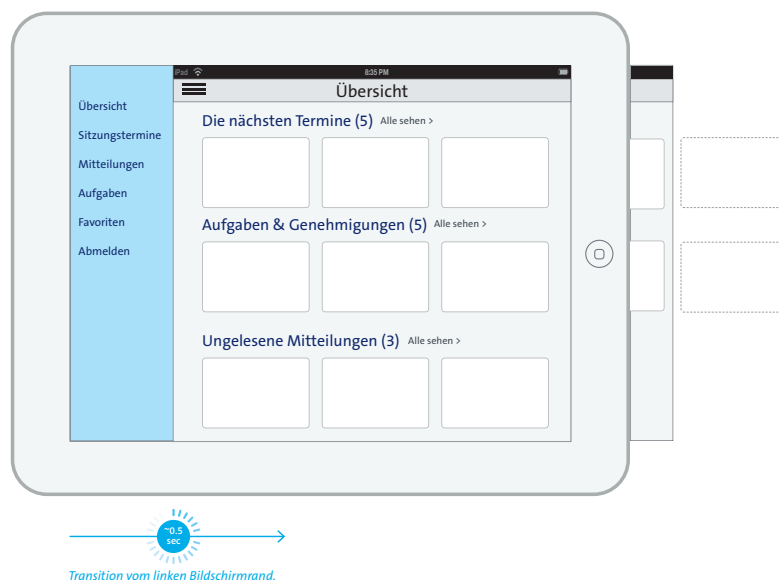 iPad 8:35 PM
Übersicht
Übersicht
Sitzungstermine
Mitteilungen
Aufgaben
Favoriten
Abmelden
Die nächsten Termine (5) Alle sehen >
Aufgaben & Genehmigungen (5) Alle sehen >
Ungelesene Mitteilungen (3) Alle sehen >
~0.5
sec
Transition vom linken Bildschirmrand.